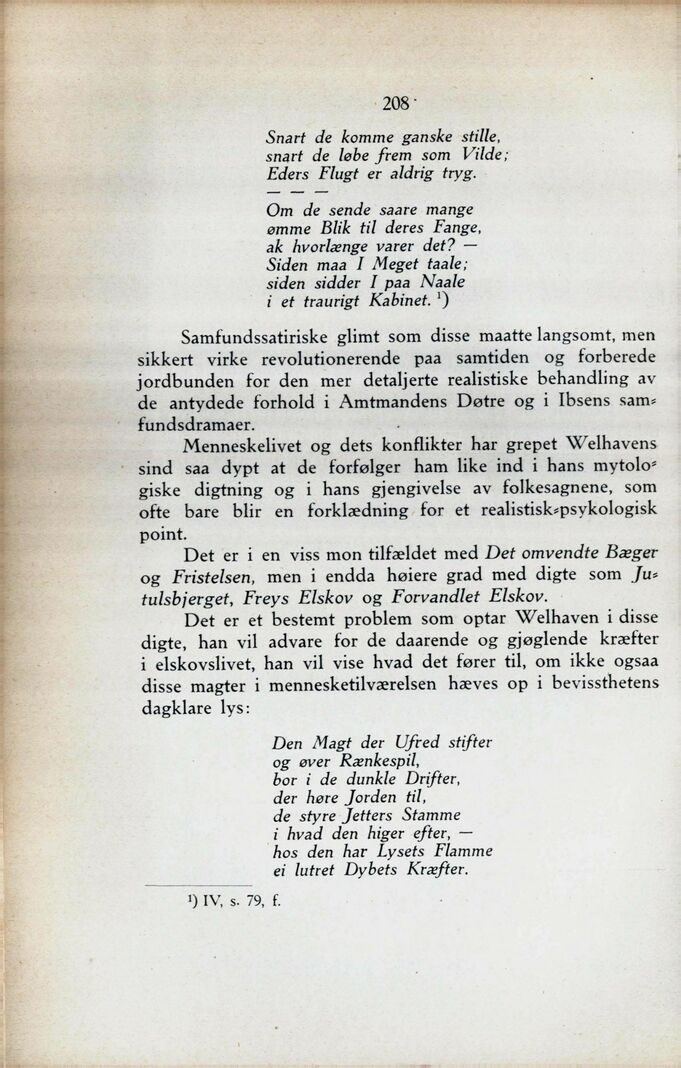 208
Snart de komme ganske stille,
snart de løbe frem som Vilde;
Eders Flugt er aldrig tryg.
— — —
Om de sende saare mange
ømme Blik til deres Fange,
ak hvorlænge varer det? —
Siden maa I Meget taale;
siden sidder I paa Naale
i et traurigt Kabinet. ¹)
Samfundssatiriske glimt som disse maatte langsomt, men
sikkert virke revolutionerende paa samtiden og forberede
jordbunden for den mer detaljerte realistiske behandling av
de antydede forhold i Amtmandens Døtre og i Ibsens sam⸗
fundsdramaer.
Menneskelivet og dets konflikter har grepet Welhavens
sind saa dypt at de forfølger ham like ind i hans mytolo⸗
giske digtning og i hans gjengivelse av folkesagnene, som
ofte bare blir en forklædning for et realistisk⸗psykologisk
point.
Det er i en viss mon tilfældet med Det omvendte Bæger
og Fristelsen, men i endda høiere grad med digte som Ju⸗
tulsbjerget, Freys Elskov og Forvandlet Elskov.
Det er et bestemt problem som optar Welhaven i disse
digte, han vil advare for de daarende og gjøglende kræfter
i elskovslivet, han vil vise hvad det fører til, om ikke ogsaa
disse magter i mennesketilværelsen hæves op i bevissthetens
dagklare lys:
Den Magt der Ufred stifter
og øver Rænkespil,
bor i de dunkle Drifter,
der høre Jorden til,
de styre Jetters Stamme
i hvad den higer efter, —
hos den har Lysets Flamme
ei lutret Dybets Kræfter.
¹) IV, s. 79, f.